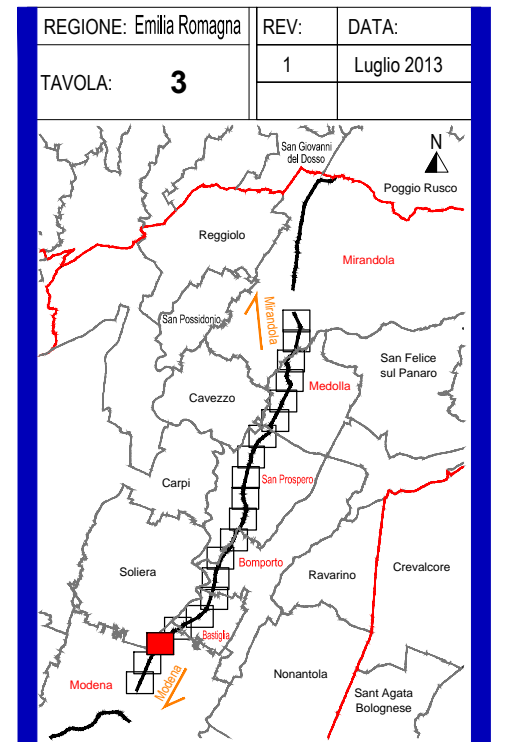 REGIONE: Emilia Romagna
REV:
DATA:
TAVOLA: 3
1
Luglio 2013
San Giovanni
del Dosso
N
Poggio Rusco
Reggiolo
Mirandola
Mirandola
San Possidonio
San Felice
sul Panaro
Medolla
Cavezzo
Carpi
San Prospero
Bomporto
Crevalcore
Soliera
Ravarino
Bastiglia
Nonantola
Modena
Modena
Sant Agata
Bolognese